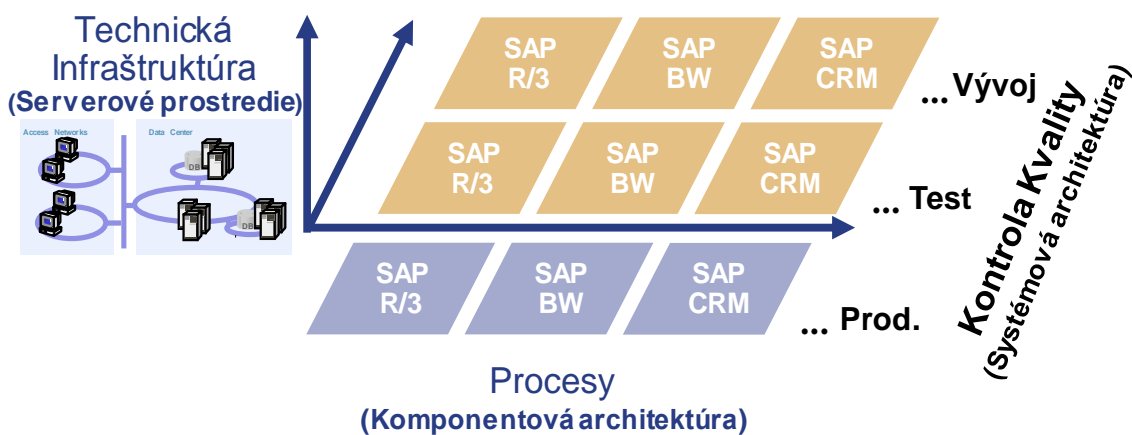 Technická
Infraštruktúra
(Serverové prostredie)
Access Networks
Data Center
DB
DB
SAP
R/3
SAP
BW
SAP
CRM
... Vývoj
SAP
R/3
SAP
BW
SAP
CRM
... Test
SAP
R/3
SAP
BW
SAP
CRM
... Prod.
Kontrola Kvality
(Systémová architektúra)
Procesy
(Komponentová architektúra)